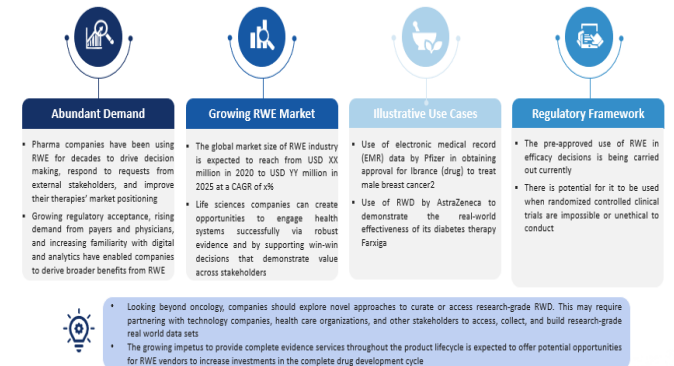 Abundant Demand
▪ Pharma companies have been using
RWE for decades to drive decision
making, respond to requests from
external stakeholders, and improve
their therapies' market positioning
▪ Growing regulatory acceptance, rising
demand from payers and physicians,
and increasing familiarity with digital
and analytics have enabled companies
to derive broader benefits from RWE
Growing RWE Market
▪ The global market size of RWE industry
is expected to reach from USD XX
million in 2020 to USD YY million in
2025 at a CAGR of x%
▪ Life sciences companies can create
opportunities to engage health
systems successfully via robust
evidence and by supporting win-win
decisions that demonstrate value
across stakeholders
Illustrative Use Cases
▪ Use of electronic medical record
(EMR) data by Pfizer in obtaining
approval for Ibrance (drug) to treat
male breast cancer2
▪ Use of RWD by AstraZeneca to
demonstrate the real-world
effectiveness of its diabetes therapy
Farxiga
Regulatory Framework
▪ The pre-approved use of RWE in
efficacy decisions is being carried
out currently
▪ There is potential for it to be used
when randomized controlled clinical
trials are impossible or unethical to
conduct
• Looking beyond oncology, companies should explore novel approaches to curate or access research-grade RWD. This may require
partnering with technology companies, health care organizations, and other stakeholders to access, collect, and build research-grade
real world data sets
• The growing impetus to provide complete evidence services throughout the product lifecycle is expected to offer potential opportunities
for RWE vendors to increase investments in the complete drug development cycle